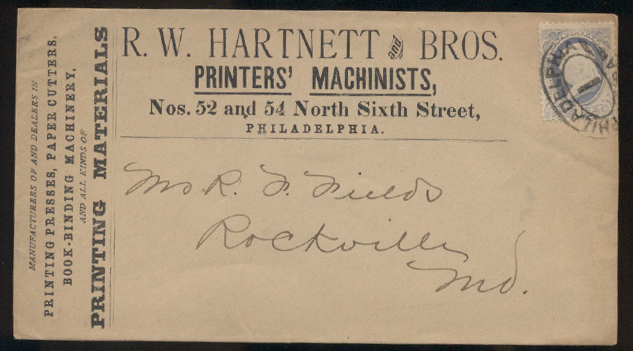 R. W. HARTNETT and BROS.
PRINTERS' MACHINISTS,
Nos. 52 and 54 North Sixth Street,
PHILADELPHIA.
MANUFACTURERS OF AND DEALERS IN
PRINTING PRESSES, PAPER CUTTERS,
BOOK-BINDING MACHINERY,
AND ALL KINDS OF
PRINTING MATERIALS
PHILADELPHIA
1
R. F. Fields
Rockville
Md.